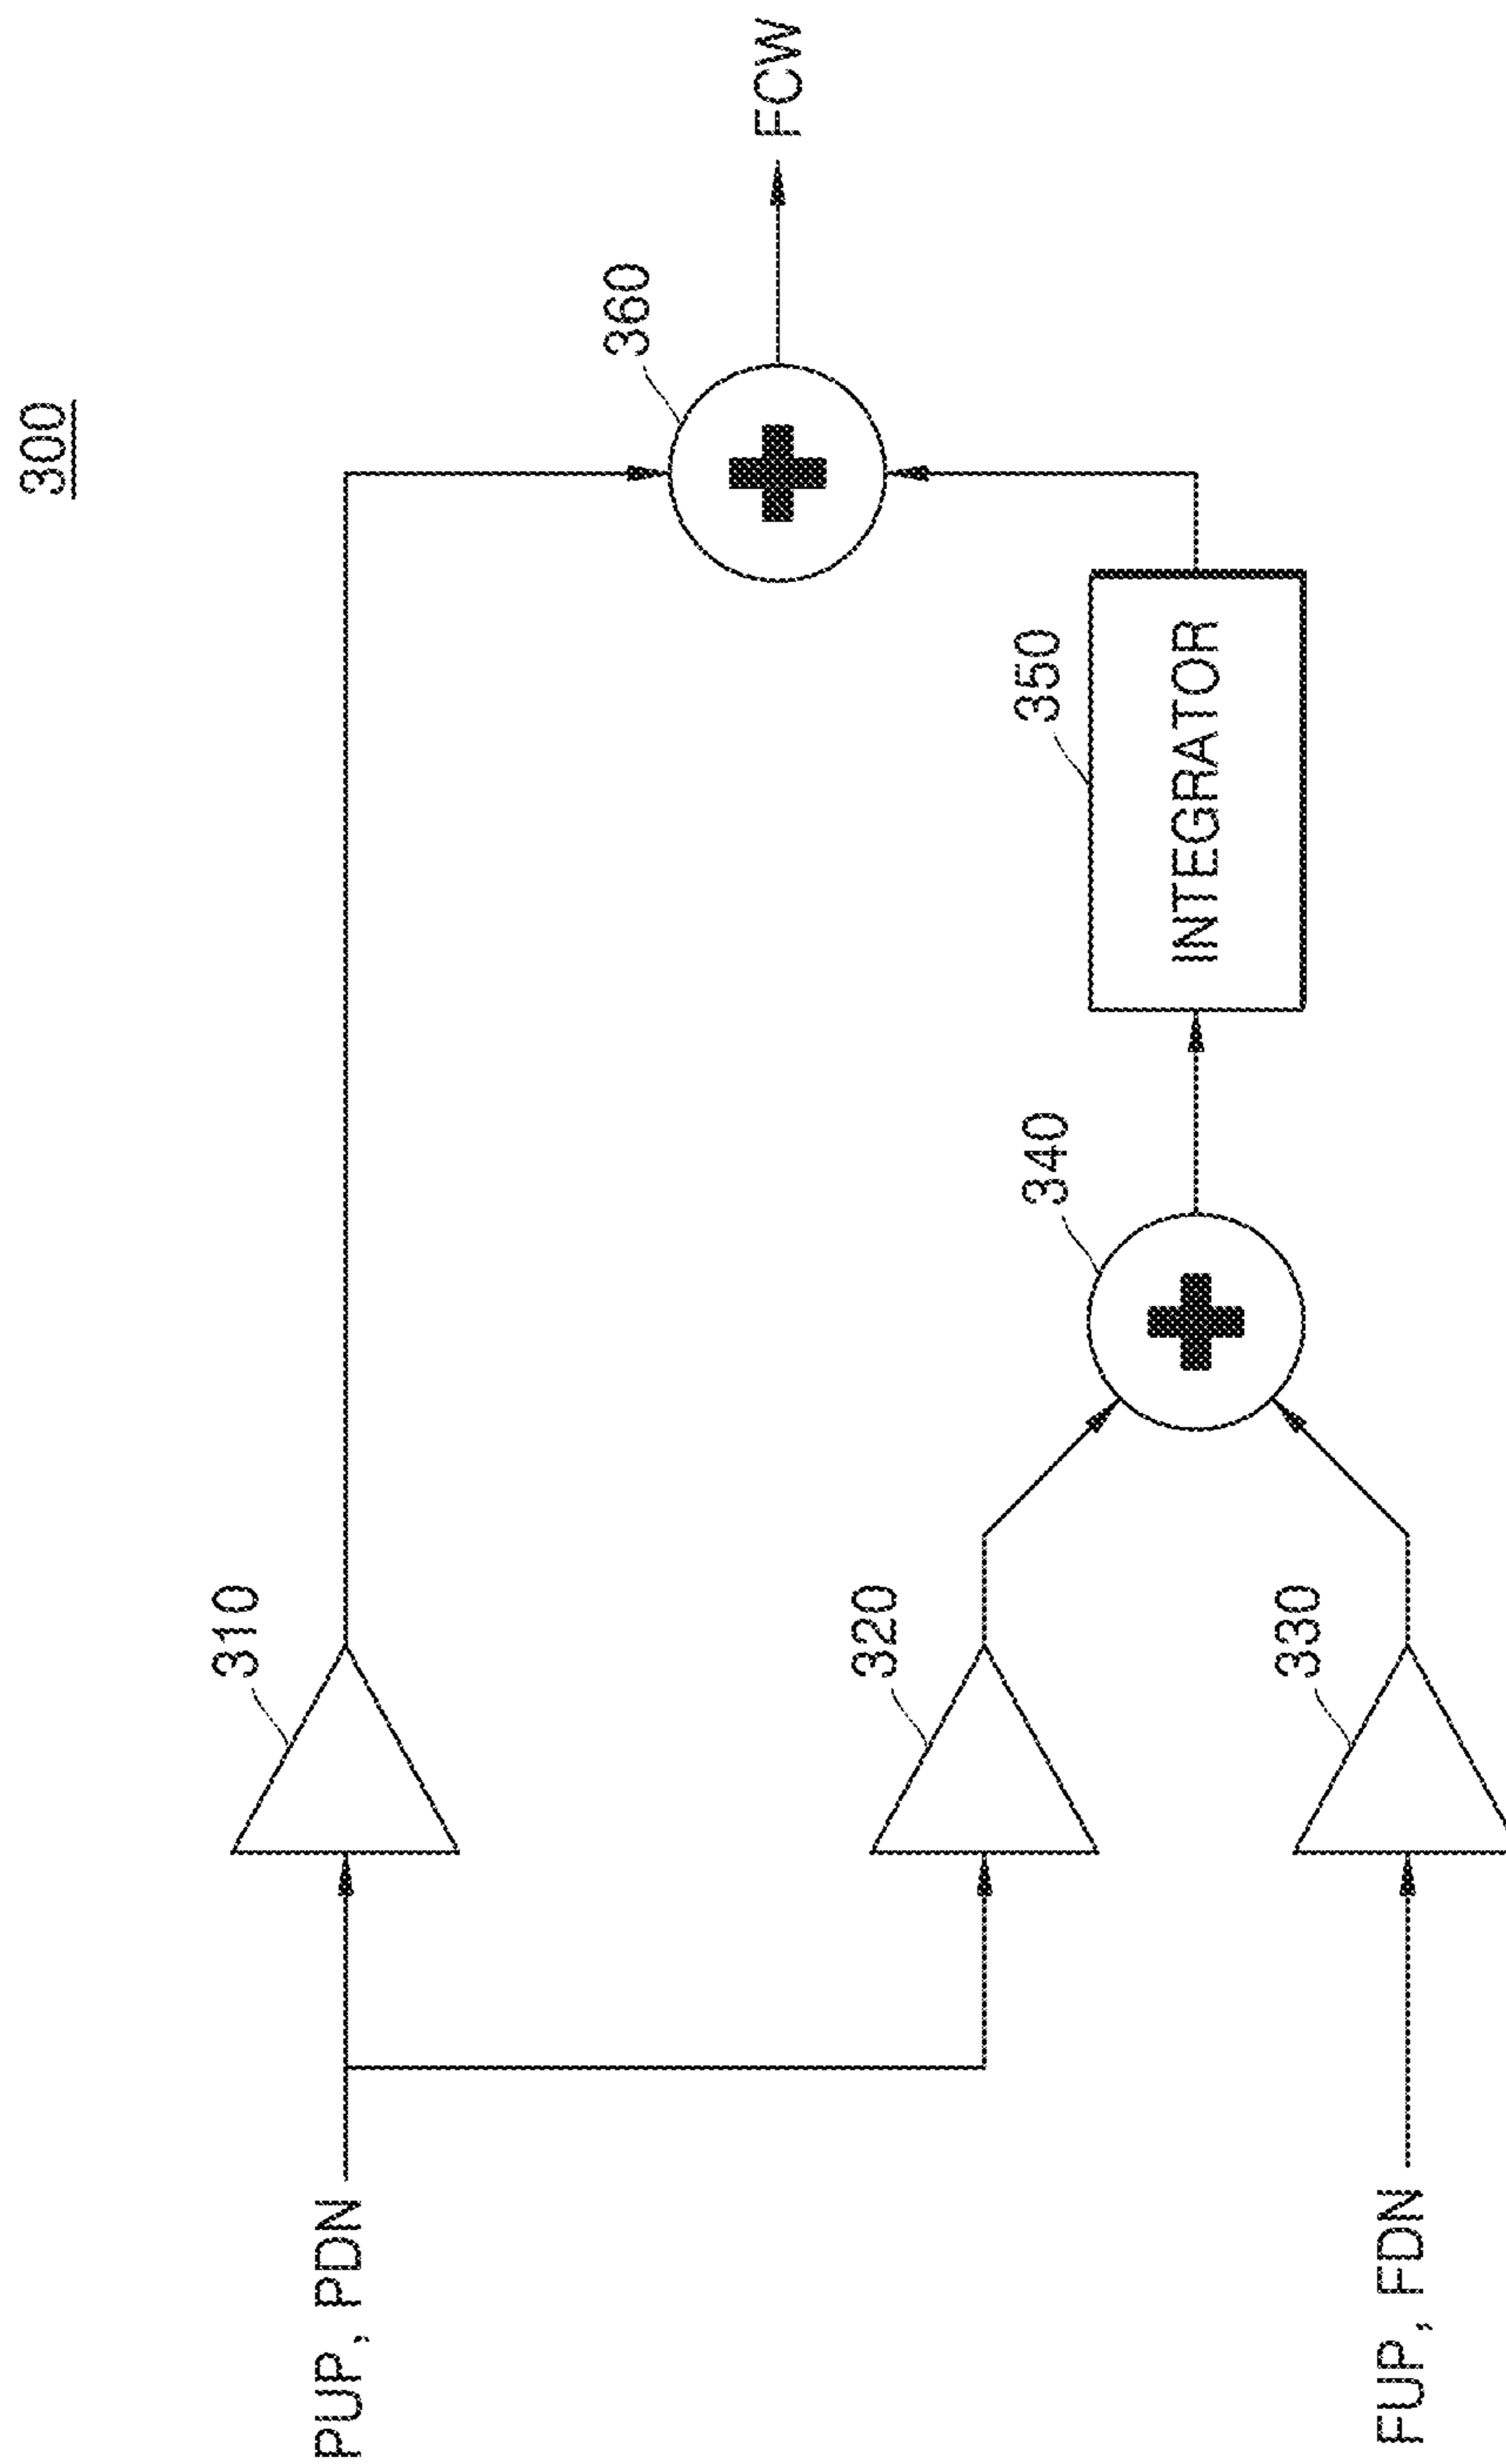 300
310
PUP, PDN
360
FCW
320
340
350
INTEGRATOR
330
FUP, FDN